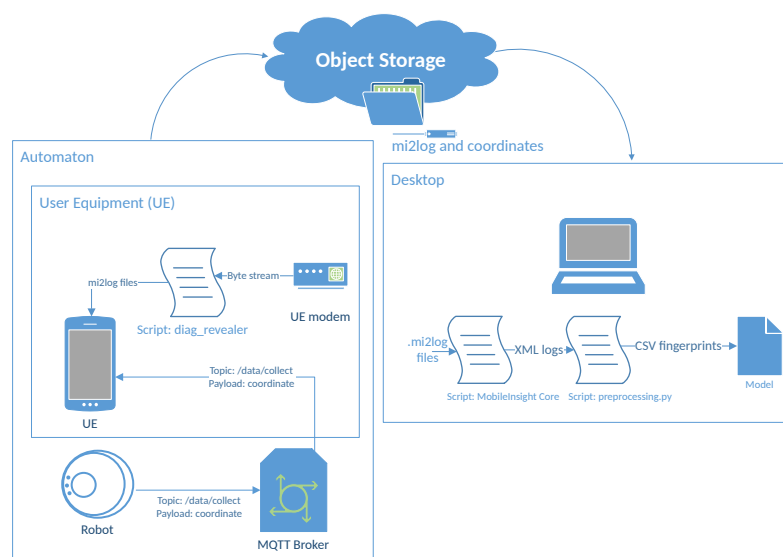 Object Storage
mi2log and coordinates
Automaton
User Equipment (UE)
mi2log files
Byte stream
UE modem
Script: diag_revealer
Topic: /data/collect
Payload: coordinate
UE
Robot
Topic: /data/collect
Payload: coordinate
MQTT Broker
Desktop
.mi2log
files
XML logs
CSV fingerprints
Model
Script: MobileInsight Core
Script: preprocessing.py